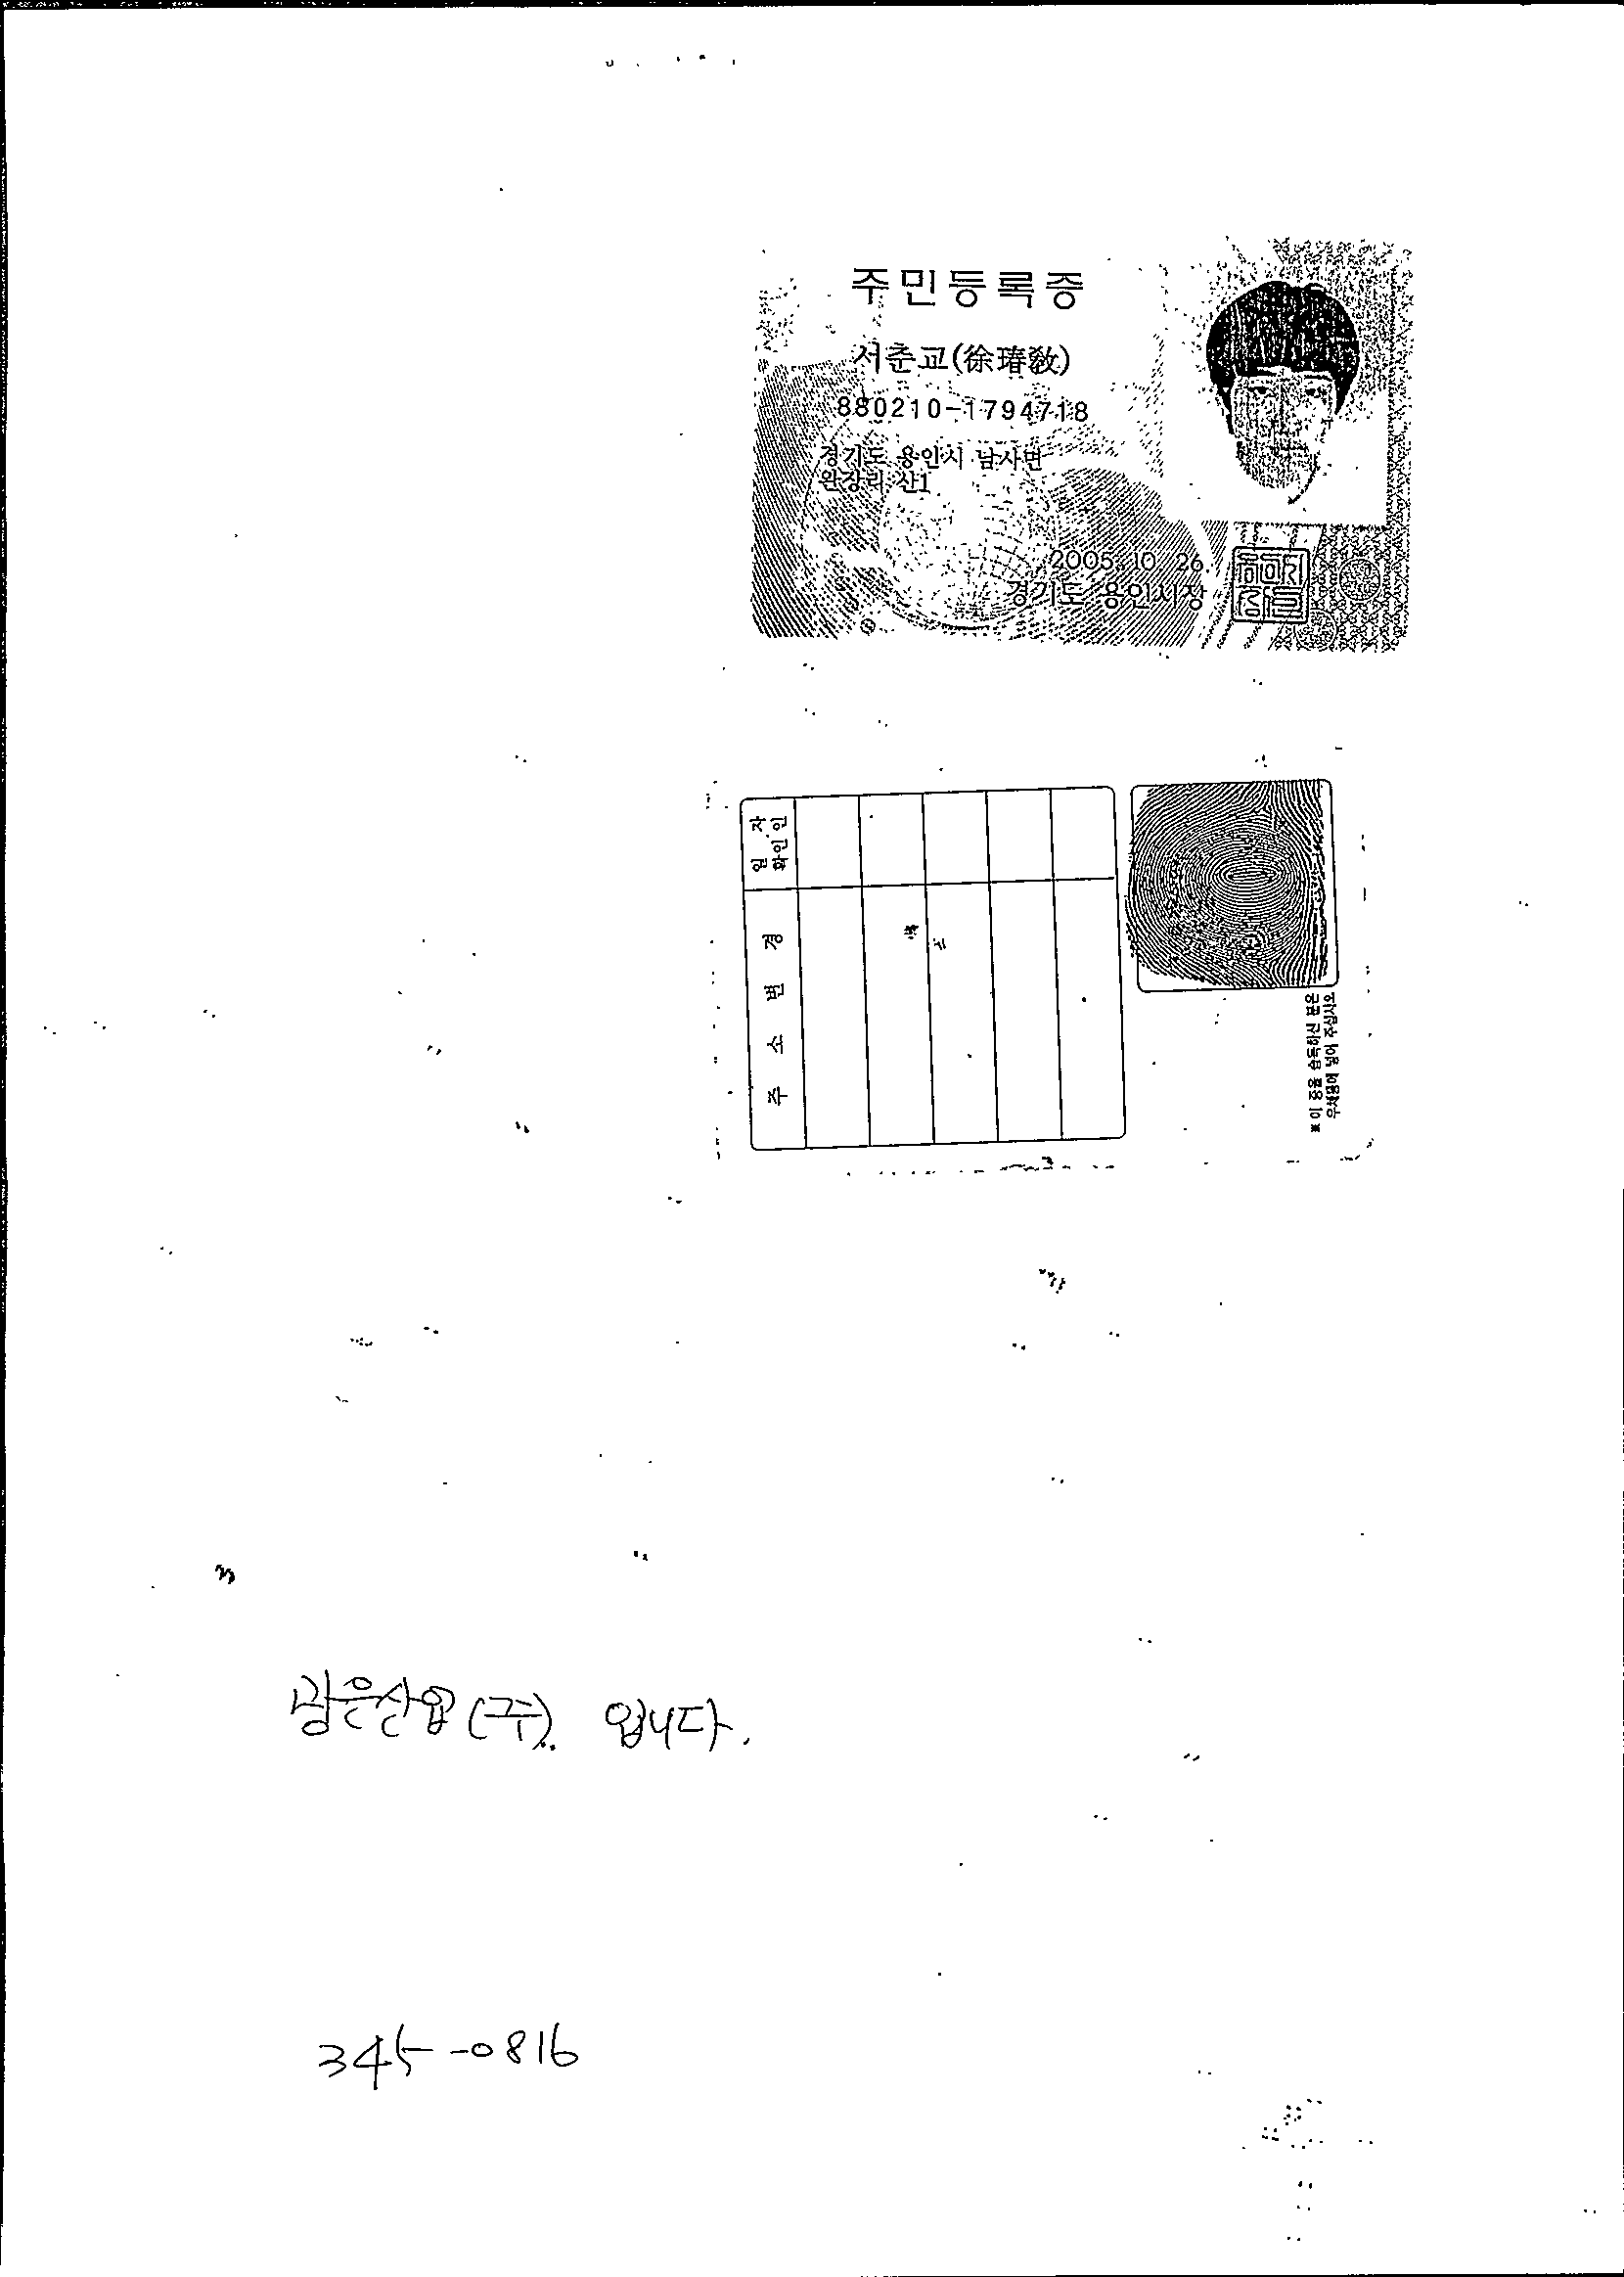 주민등록증
서춘교(徐瑃敎)
880210-1794718
경기도 용인시 남사면
완장리 산1
2005.10.26.
경기도 용인시장
일 자
확인인
주 소 변 경
※이 증을 습득하신 분은
우체통에 넣어 주십시오
광은산업(주). 입니다.
345-0816